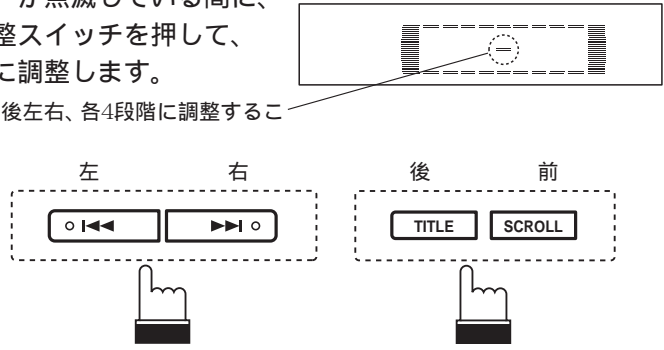 が点滅している間に、
整スイッチを押して、
に調整します。
後左右、各4段階に調整するこ
左 右 後 前
TITLE SCROLL